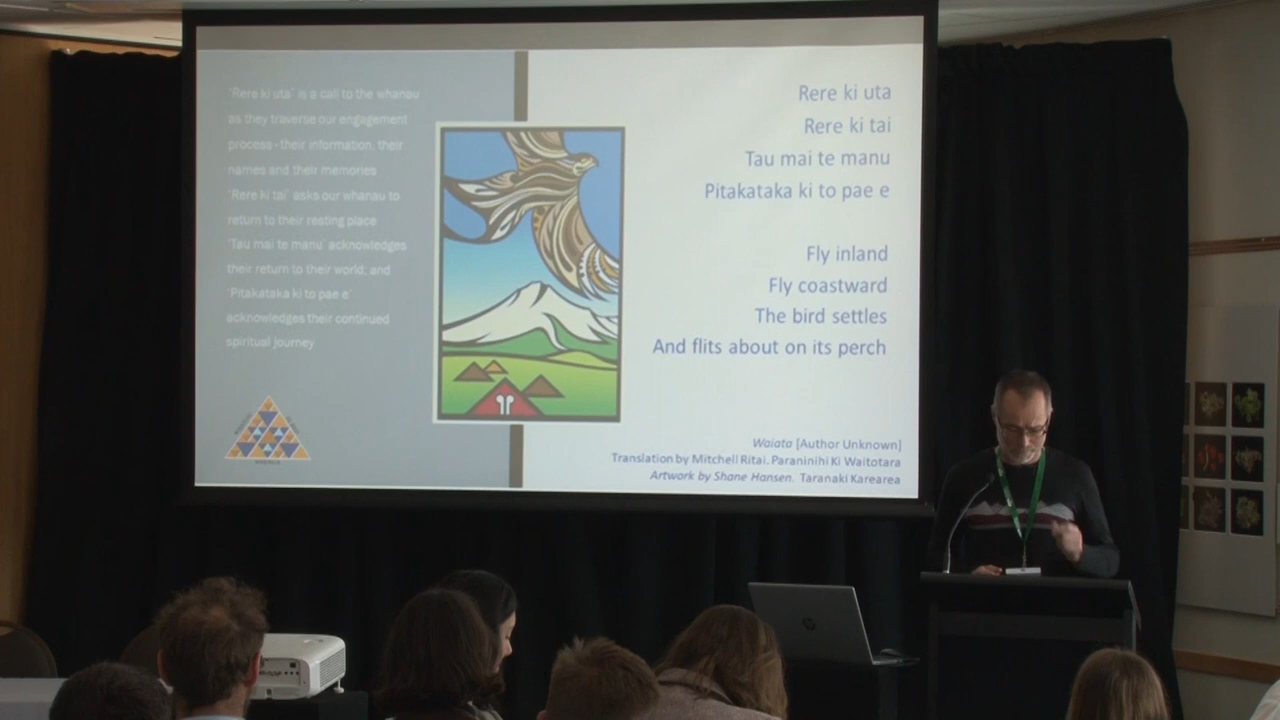 'Rere ki uta' is a call to the whanau
as they traverse our engagement
process - their information, their
names and their memories
'Rere ki tai' asks our whanau to
return to their resting place
'Tau mai te manu' acknowledges
their return to their world; and
'Pitakataka ki to pae e'
acknowledges their continued
spiritual journey
Rere ki uta
Rere ki tai
Tau mai te manu
Pitakataka ki to pae e
Fly inland
Fly coastward
The bird settles
And flits about on its perch
Waiata [Author Unknown]
Translation by Mitchell Ritai. Paraninihi Ki Waitotara
Artwork by Shane Hansen. Taranaki Karearea
hp